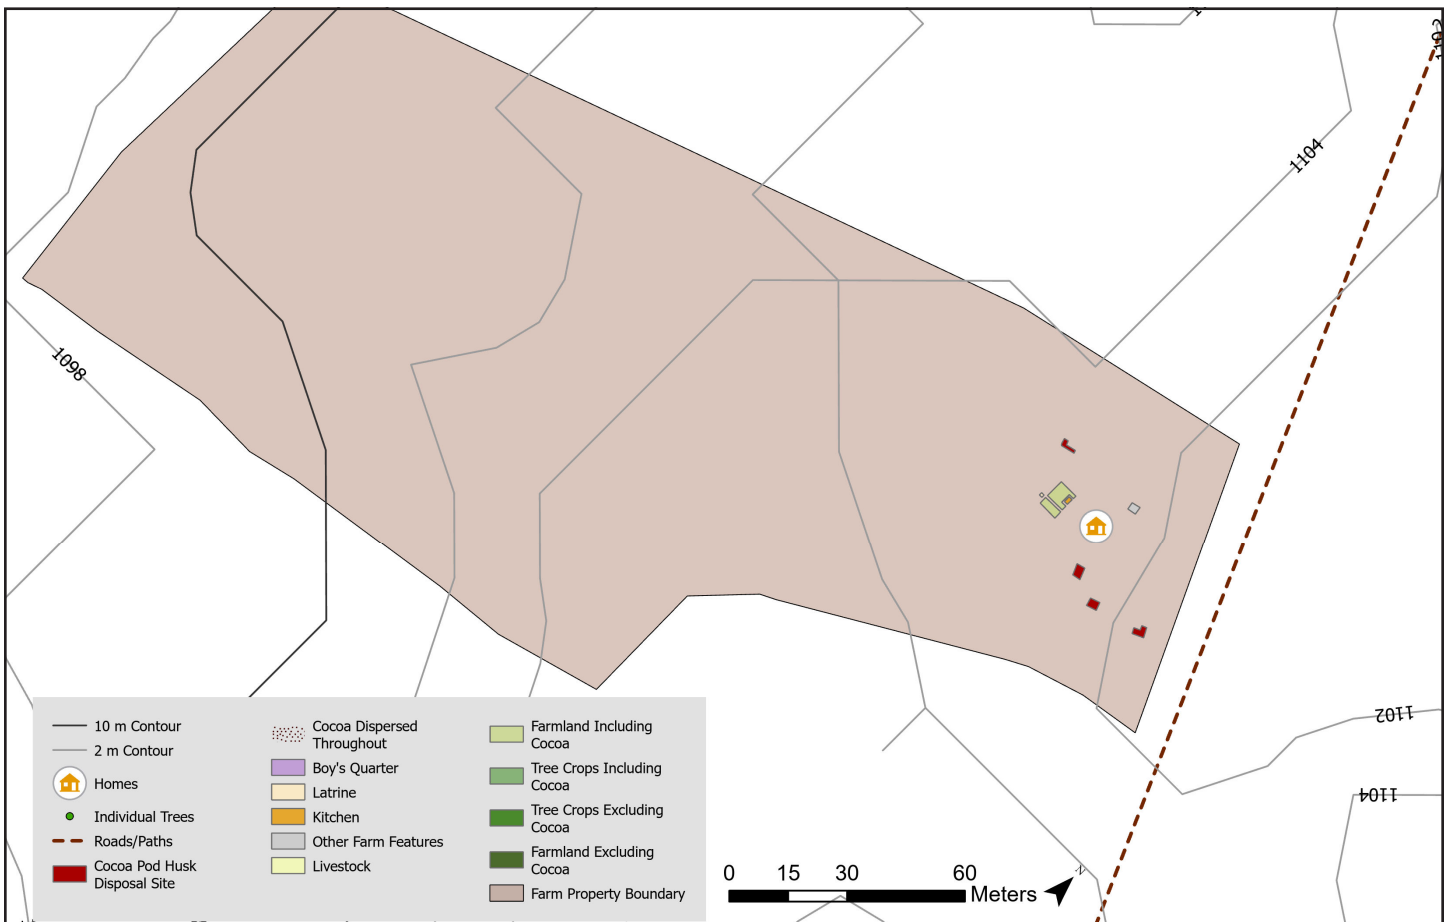 1102
1104
1098
1102
1104
10 m Contour
2 m Contour
Homes
Individual Trees
Roads/Paths
Cocoa Pod Husk
Disposal Site
Cocoa Dispersed
Throughout
Boy's Quarter
Latrine
Kitchen
Other Farm Features
Livestock
Farmland Including
Cocoa
Tree Crops Including
Cocoa
Tree Crops Excluding
Cocoa
Farmland Excluding
Cocoa
Farm Property Boundary
0 15 30 60
Meters
N